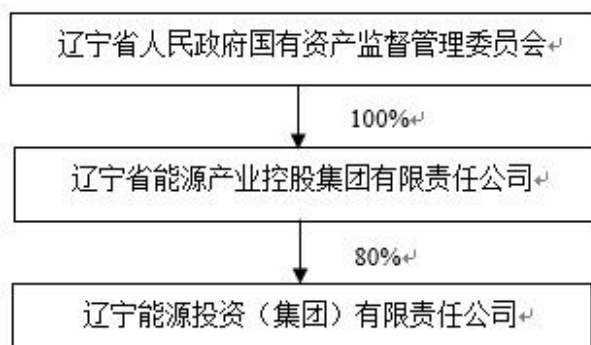 辽宁省人民政府国有资产监督管理委员会↵
100%↵
辽宁省能源产业控股集团有限责任公司↵
80%↵
辽宁能源投资（集团）有限责任公司↵